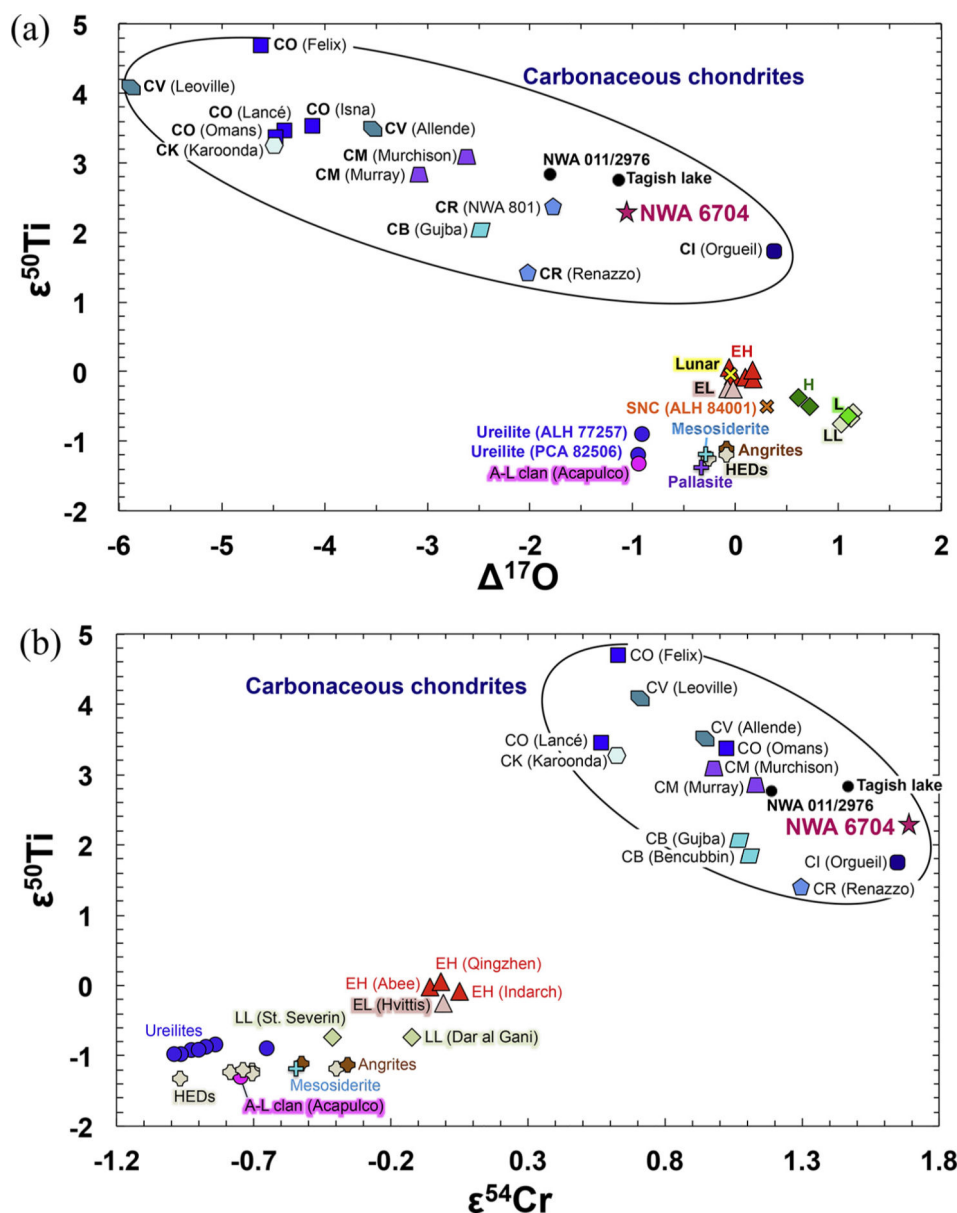 (a)
5
4
3
2
1
0
-1
-2
ε50Ti
CO (Felix)
Carbonaceous chondrites
CV (Leoville)
CO (Lancé)
CO (Isna)
CO (Omans)
CV (Allende)
CK (Karoonda)
CM (Murchison)
CM (Murray)
NWA 011/2976
Tagish lake
CR (NWA 801)
NWA 6704
CB (Gujba)
CI (Orgueil)
CR (Renazzo)
Lunar
EH
EL
H
SNC (ALH 84001)
L
LL
Ureilite (ALH 77257)
Mesosiderite
Ureilite (PCA 82506)
Angrites
A-L clan (Acapulco)
HEDs
Pallasite
-6 -5 -4 -3 -2 -1 0 1 2
Δ17O
(b)
5
4
3
2
1
0
-1
-2
ε50Ti
CO (Felix)
Carbonaceous chondrites
CV (Leoville)
CO (Lancé)
CV (Allende)
CK (Karoonda)
CO (Omans)
CM (Murchison)
CM (Murray)
Tagish lake
NWA 011/2976
NWA 6704
CB (Gujba)
CB (Bencubbin)
CI (Orgueil)
CR (Renazzo)
EH (Qingzhen)
EH (Abee)
EH (Indarch)
EL (Hvittis)
LL (St. Severin)
Ureilites
LL (Dar al Gani)
Angrites
Mesosiderite
HEDs
A-L clan (Acapulco)
-1.2 -0.7 -0.2 0.3 0.8 1.3 1.8
ε54Cr